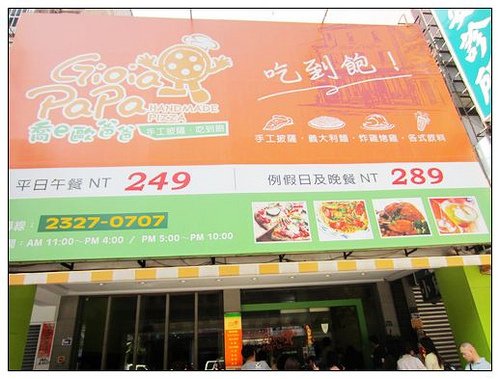 Gioia
PaPa
HANDMADE
PIZZA
喬e歐爸爸
手工披薩．吃到飽
吃到飽！
手工披薩．義大利麵．炸雞烤雞．各式飲料
平日午餐 NT 249
例假日及晚餐 NT 289
線： 2327-0707
間：AM 11:00～PM 4:00 / PM 5:00～PM 10:00